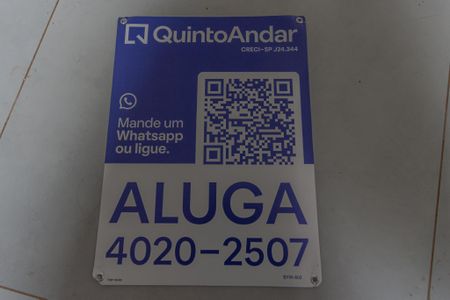 QuintoAndar
CRECI-SP J24.344
Mande um
Whatsapp
ou ligue.
ALUGA
4020-2507